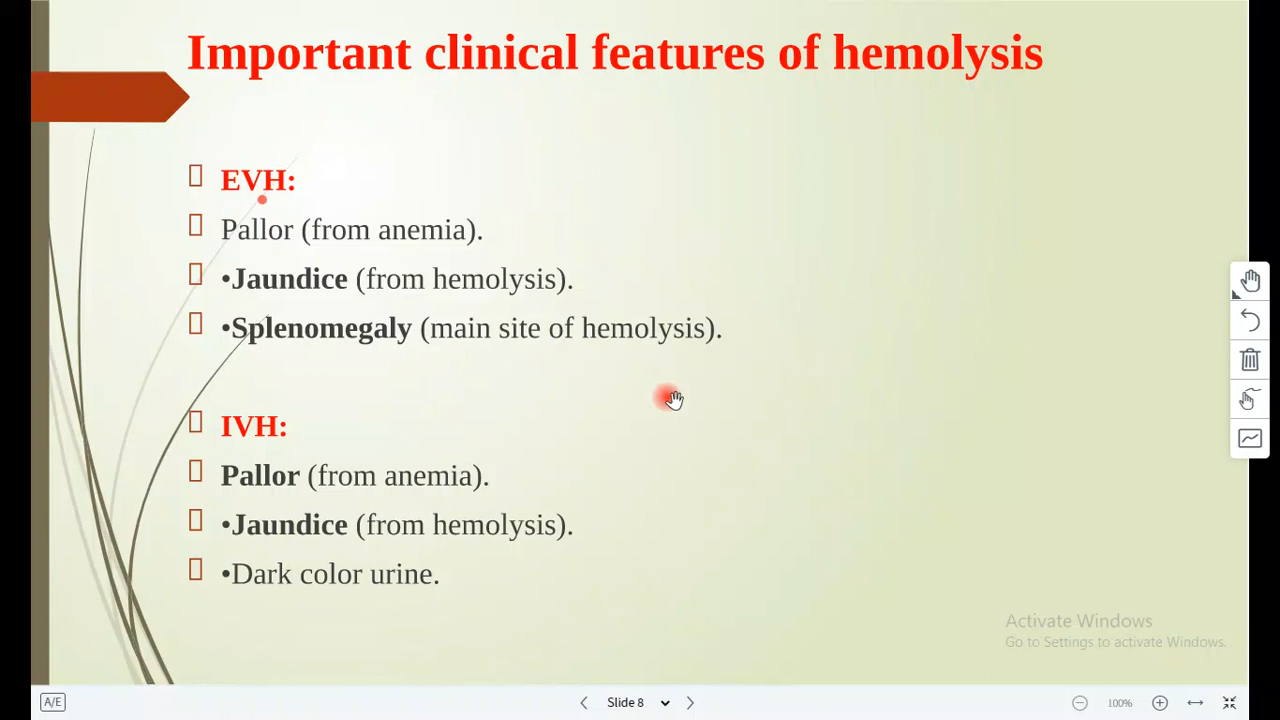 Important clinical features of hemolysis
EVH:
Pallor (from anemia).
•Jaundice (from hemolysis).
•Splenomegaly (main site of hemolysis).
IVH:
Pallor (from anemia).
•Jaundice (from hemolysis).
•Dark color urine.
Activate Windows
Go to Settings to activate Windows.
A/E
Slide 8
100%